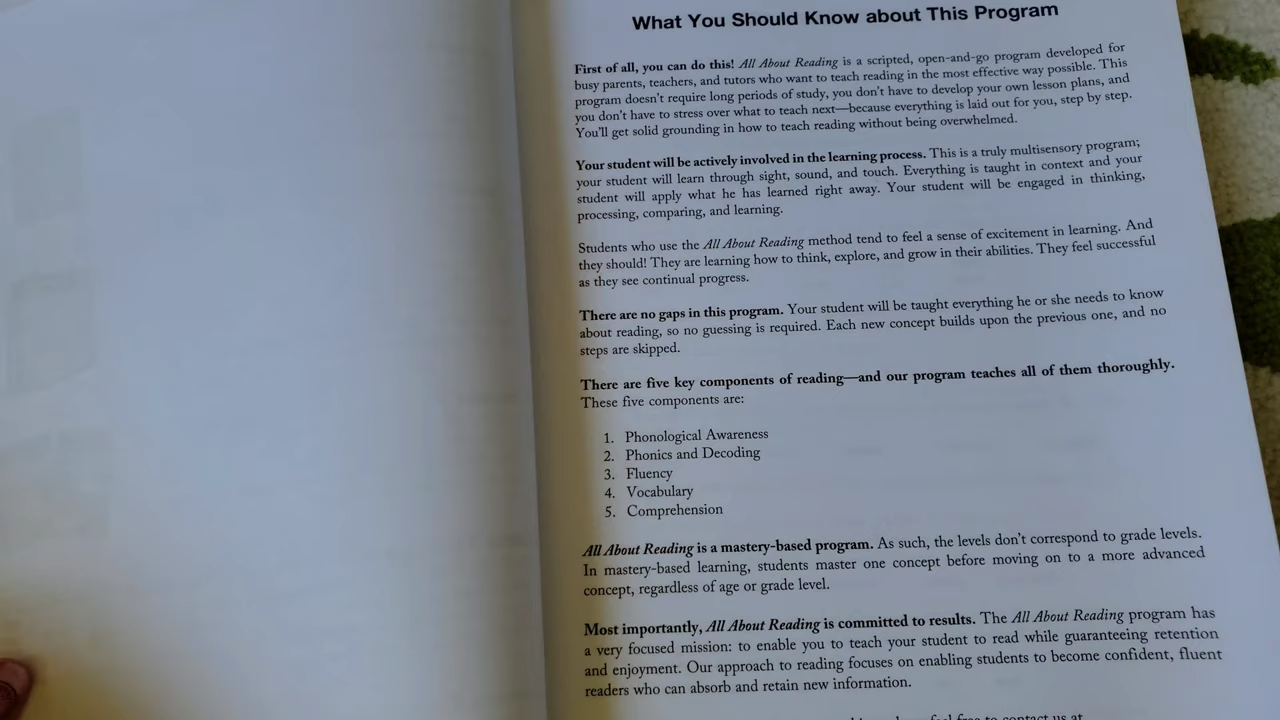 What You Should Know about This Program
First of all, you can do this! All About Reading is a scripted, open-and-go program developed for
busy parents, teachers, and tutors who want to teach reading in the most effective way possible. This
program doesn't require long periods of study, you don't have to develop your own lesson plans, and
you don't have to stress over what to teach next—because everything is laid out for you, step by step.
You'll get solid grounding in how to teach reading without being overwhelmed.
Your student will be actively involved in the learning process. This is a truly multisensory program;
your student will learn through sight, sound, and touch. Everything is taught in context and your
student will apply what he has learned right away. Your student will be engaged in thinking,
processing, comparing, and learning.
Students who use the All About Reading method tend to feel a sense of excitement in learning. And
they should! They are learning how to think, explore, and grow in their abilities. They feel successful
as they see continual progress.
There are no gaps in this program. Your student will be taught everything he or she needs to know
about reading, so no guessing is required. Each new concept builds upon the previous one, and no
steps are skipped.
There are five key components of reading—and our program teaches all of them thoroughly.
These five components are:
1. Phonological Awareness
2. Phonics and Decoding
3. Fluency
4. Vocabulary
5. Comprehension
All About Reading is a mastery-based program. As such, the levels don't correspond to grade levels.
In mastery-based learning, students master one concept before moving on to a more advanced
concept, regardless of age or grade level.
Most importantly, All About Reading is committed to results. The All About Reading program has
a very focused mission: to enable you to teach your student to read while guaranteeing retention
and enjoyment. Our approach to reading focuses on enabling students to become confident, fluent
readers who can absorb and retain new information.
feel free to contact us at